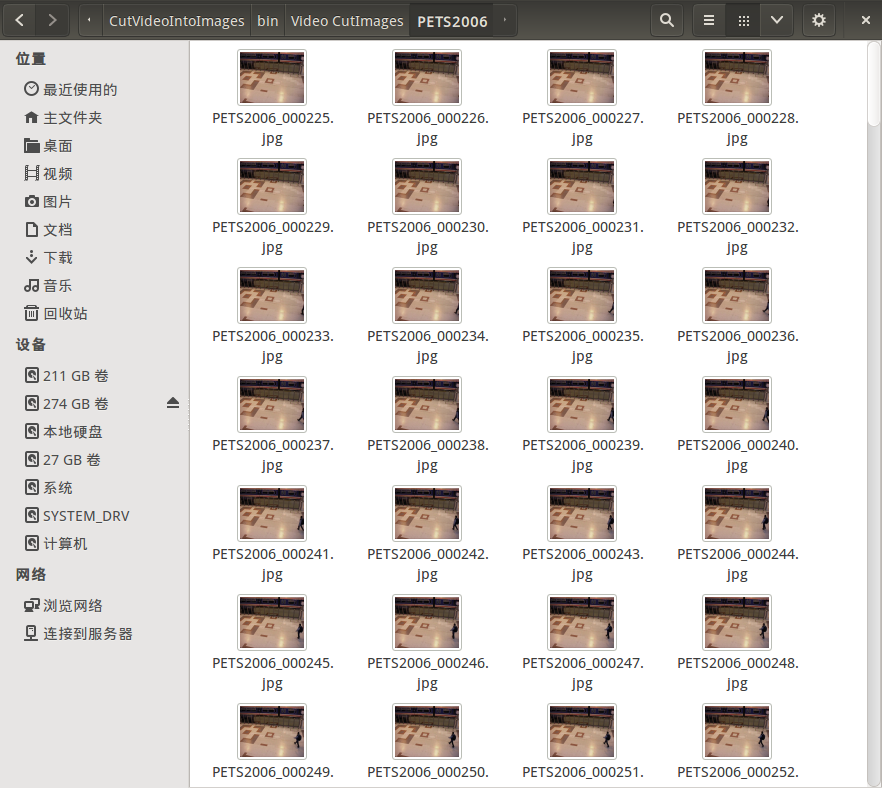 CutVideoIntoImages bin Video CutImages PETS2006
位置
最近使用的
主文件夹
桌面
视频
图片
文档
下载
音乐
回收站
设备
211 GB 卷
274 GB 卷
本地硬盘
27 GB 卷
系统
SYSTEM_DRV
计算机
网络
浏览网络
连接到服务器
PETS2006_000225. PETS2006_000226. PETS2006_000227. PETS2006_000228.
jpg jpg jpg jpg
PETS2006_000229. PETS2006_000230. PETS2006_000231. PETS2006_000232.
jpg jpg jpg jpg
PETS2006_000233. PETS2006_000234. PETS2006_000235. PETS2006_000236.
jpg jpg jpg jpg
PETS2006_000237. PETS2006_000238. PETS2006_000239. PETS2006_000240.
jpg jpg jpg jpg
PETS2006_000241. PETS2006_000242. PETS2006_000243. PETS2006_000244.
jpg jpg jpg jpg
PETS2006_000245. PETS2006_000246. PETS2006_000247. PETS2006_000248.
jpg jpg jpg jpg
PETS2006_000249. PETS2006_000250. PETS2006_000251. PETS2006_000252.